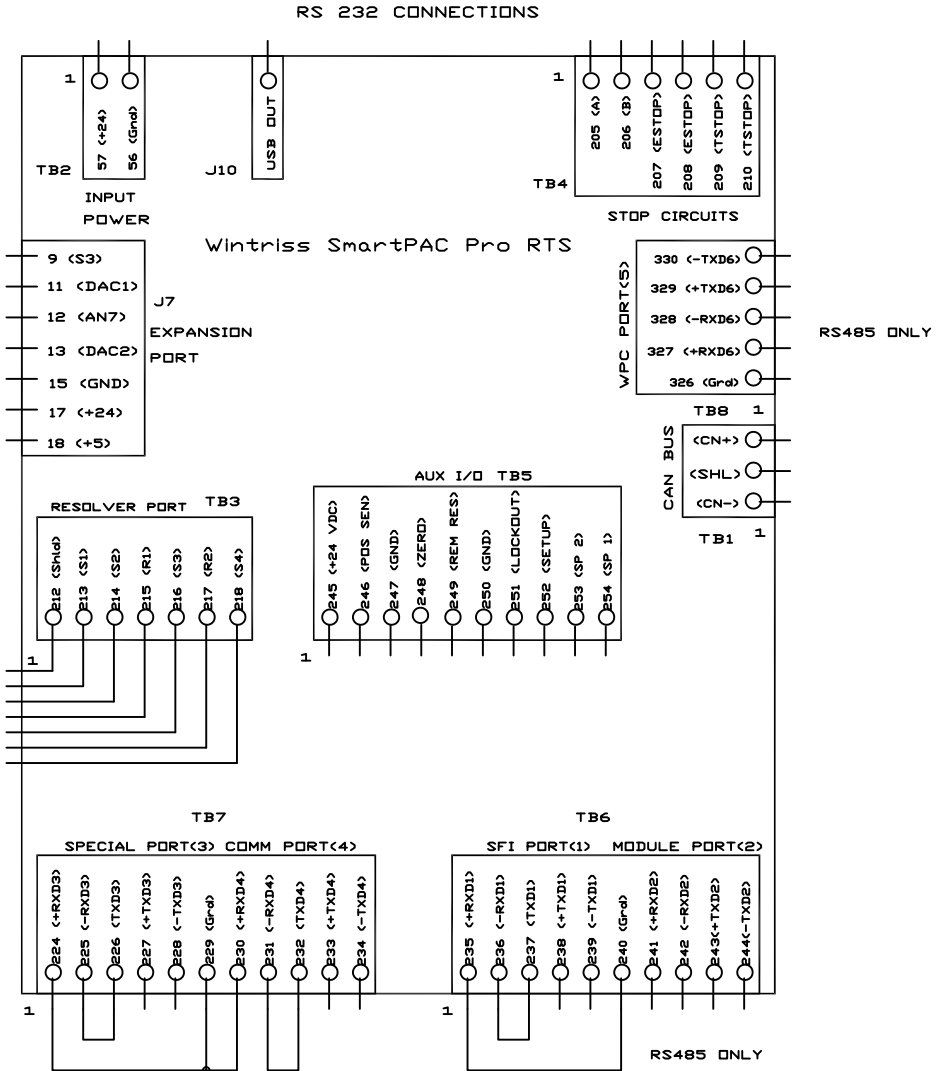 RS 232 CONNECTIONS
1
57 (+24)
56 (Gnd)
TB2
INPUT
POWER
J10
USB OUT
1
205 (A)
206 (B)
207 (ESTOP)
208 (ESTOP)
209 (TSTOP)
210 (TSTOP)
TB4
STOP CIRCUITS
Wintriss SmartPAC Pro RTS
9 (S3)
11 (DAC1)
12 (AN7)
13 (DAC2)
15 (GND)
17 (+24)
18 (+5)
J7
EXPANSION
PORT
WPC PORT(5)
330 (-TXD6)
329 (+TXD6)
328 (-RXD6)
327 (+RXD6)
326 (Grd)
RS485 ONLY
TB8 1
CAN BUS
(CN+)
(SHL)
(CN-)
TB1 1
RESOLVER PORT TB3
212 (Shld)
213 (S1)
214 (S2)
215 (R1)
216 (S3)
217 (R2)
218 (S4)
1
AUX I/O TB5
245 (+24 VDC)
246 (POS SEN)
247 (GND)
248 (ZERO)
249 (REM RES)
250 (GND)
251 (LOCKOUT)
252 (SETUP)
253 (SP 2)
254 (SP 1)
1
TB7
SPECIAL PORT(3) COMM PORT(4)
224 (+RXD3)
225 (-RXD3)
226 (TXD3)
227 (+TXD3)
228 (-TXD3)
229 (Grd)
230 (+RXD4)
231 (-RXD4)
232 (TXD4)
233 (+TXD4)
234 (-TXD4)
1
TB6
SFI PORT(1) MODULE PORT(2)
235 (+RXD1)
236 (-RXD1)
237 (TXD1)
238 (+TXD1)
239 (-TXD1)
240 (Grd)
241 (+RXD2)
242 (-RXD2)
243(+TXD2)
244(-TXD2)
1
RS485 ONLY